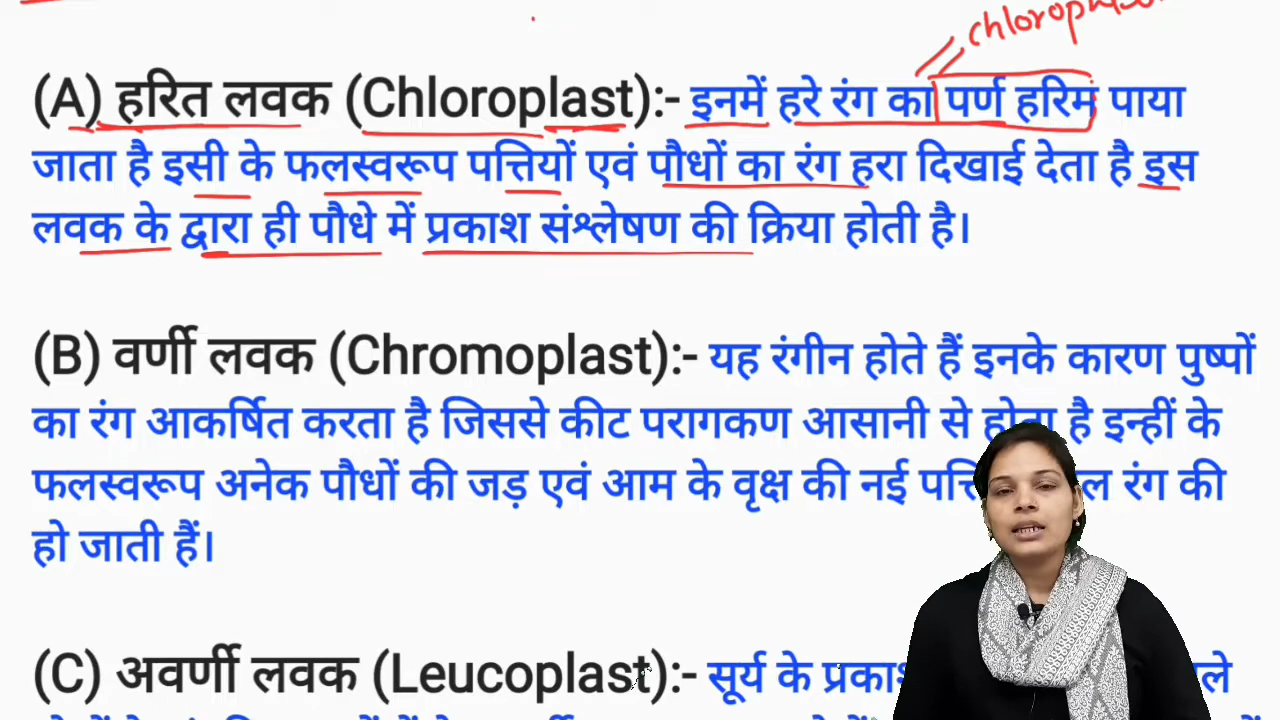 chlorop
(A) हरित लवक (Chloroplast):- इनमें हरे रंग का पर्ण हरिम पाया
जाता है इसी के फलस्वरूप पत्तियों एवं पौधों का रंग हरा दिखाई देता है इस
लवक के द्वारा ही पौधे में प्रकाश संश्लेषण की क्रिया होती है।
(B) वर्णी लवक (Chromoplast):- यह रंगीन होते हैं इनके कारण पुष्पों
का रंग आकर्षित करता है जिससे कीट परागकण आसानी से होता है इन्हीं के
फलस्वरूप अनेक पौधों की जड़ एवं आम के वृक्ष की नई रंग की
हो जाती हैं।
(C) अवर्णी लवक (Leucoplast):- सूर्य के